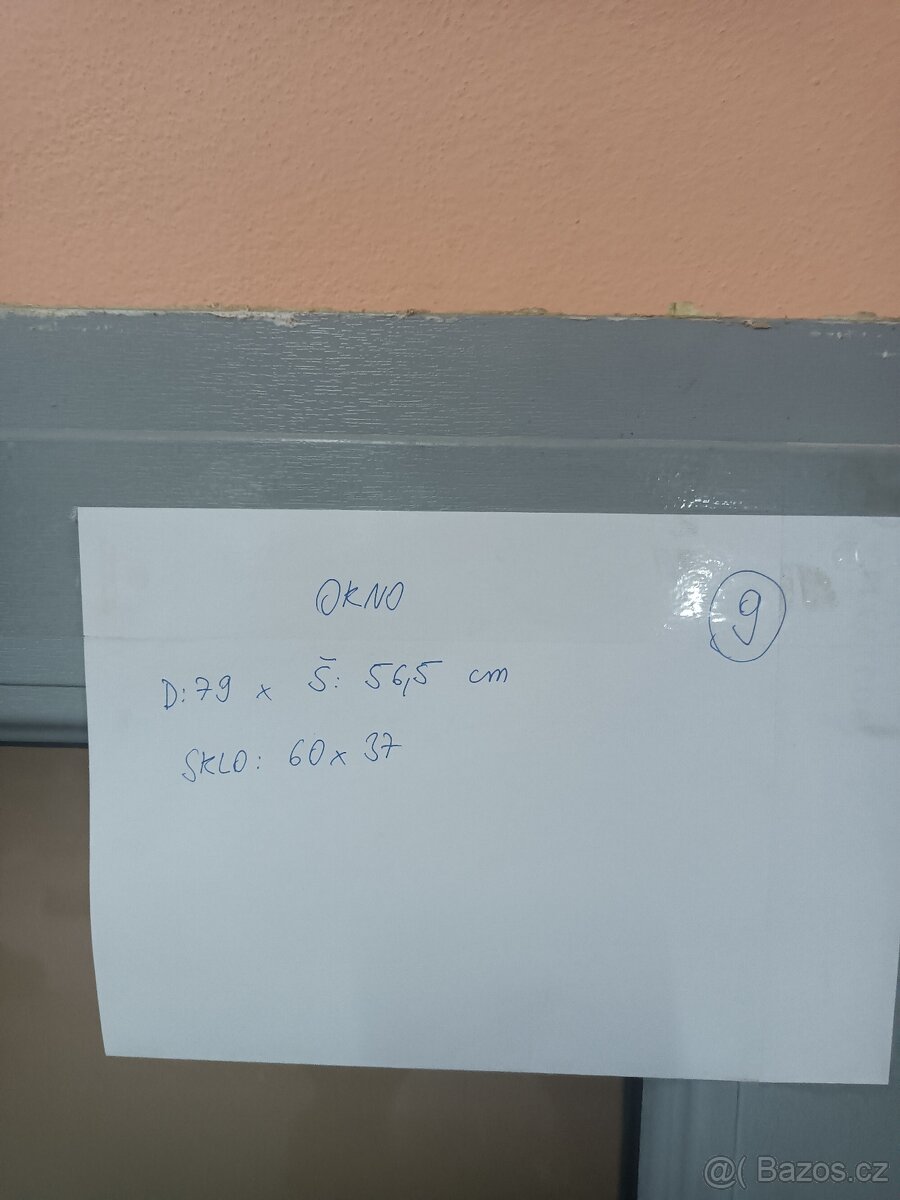 OKNO
9
D: 79 x Š: 56,5 cm
SKLO: 60 x 37
@( Bazos.cz